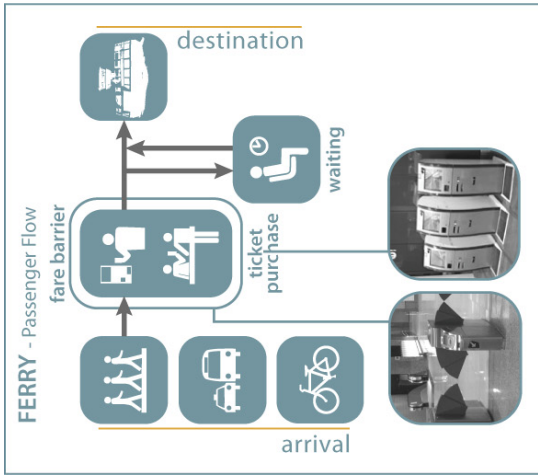 FERRY - Passenger Flow
fare barrier
destination
ticket
purchase
waiting
arrival